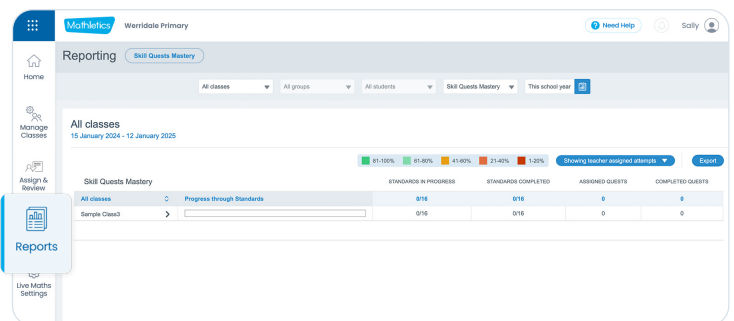 Mathletics
Werridale Primary
Need Help
Sally
Home
Manage
Classes
Assign &
Review
Reports
Live Maths
Settings
Reporting
Skill Quests Mastery
All classes
All groups
All students
Skill Quests Mastery
This school year
All classes
15 January 2024 - 12 January 2025
81-100% 61-80% 41-60% 21-40% 1-20%
Showing teacher assigned attempts
Export
Skill Quests Mastery
STANDARDS IN PROGRESS STANDARDS COMPLETED ASSIGNED QUESTS COMPLETED QUESTS
All classes Progress through Standards 0/16 0/16 0 0
Sample Class3 0/16 0/16 0 0